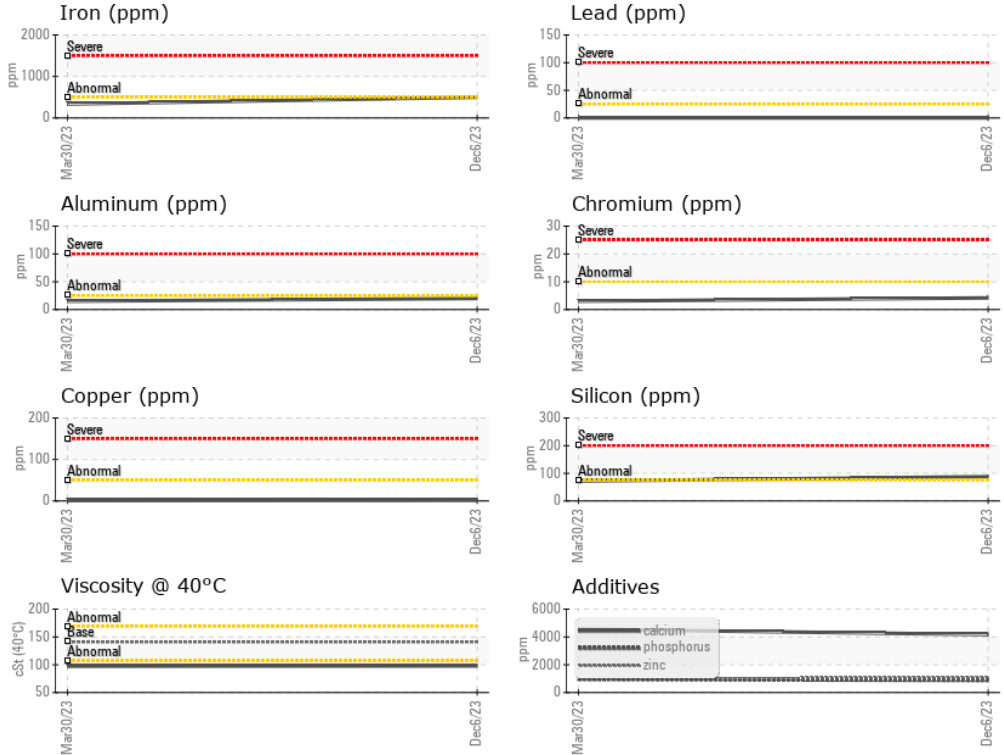 Iron (ppm)
2000
1000
0
ppm
Severe
Abnormal
Mar30/23
Dec6/23
Lead (ppm)
150
100
50
0
ppm
Severe
Abnormal
Mar30/23
Dec6/23
Aluminum (ppm)
150
100
50
0
ppm
Severe
Abnormal
Mar30/23
Dec6/23
Chromium (ppm)
30
20
10
0
ppm
Severe
Abnormal
Mar30/23
Dec6/23
Copper (ppm)
200
100
0
ppm
Severe
Abnormal
Mar30/23
Dec6/23
Silicon (ppm)
300
200
100
0
ppm
Severe
Abnormal
Mar30/23
Dec6/23
Viscosity @ 40°C
200
150
100
50
cSt (40°C)
Abnormal
Base
Abnormal
Mar30/23
Dec6/23
Additives
6000
4000
2000
0
ppm
calcium
phosphorus
zinc
Mar30/23
Dec6/23